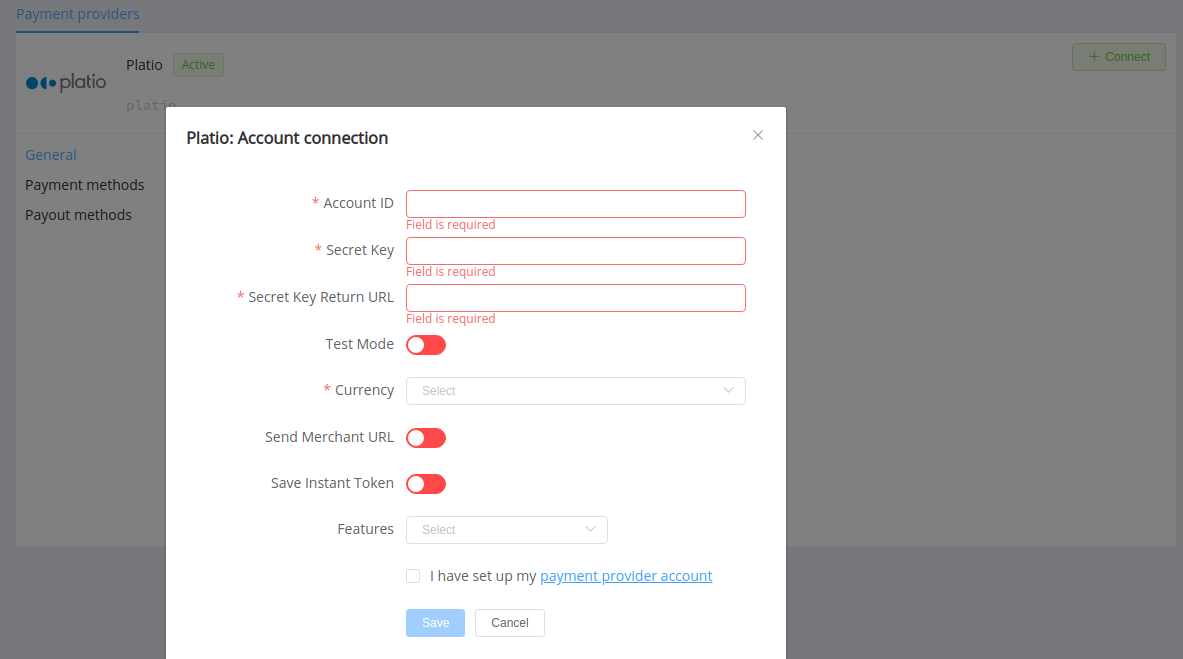 Payment providers
platio
Platio
Active
Connect
platio
General
Payment methods
Payout methods
Platio: Account connection
* Account ID
Field is required
* Secret Key
Field is required
* Secret Key Return URL
Field is required
Test Mode
* Currency
Select
Send Merchant URL
Save Instant Token
Features
Select
I have set up my payment provider account
Save
Cancel